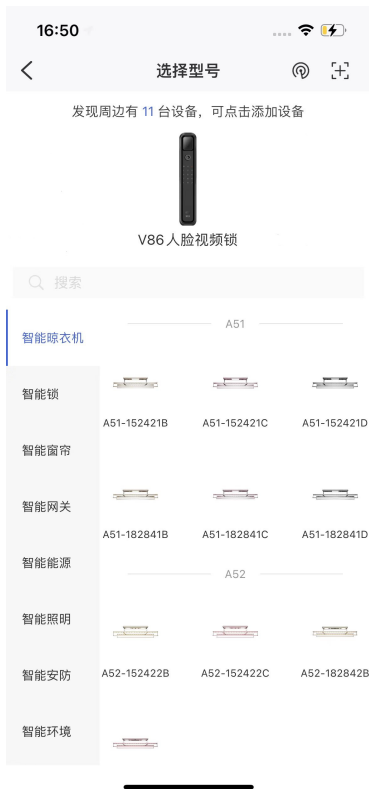 16:50
选择型号
发现周边有 11 台设备，可点击添加设备
V86人脸视频锁
搜索
智能晾衣机
智能锁
智能窗帘
智能网关
智能能源
智能照明
智能安防
智能环境
A51
A51-152421B A51-152421C A51-152421D
A51-182841B A51-182841C A51-182841D
A52
A52-152422B A52-152422C A52-182842B